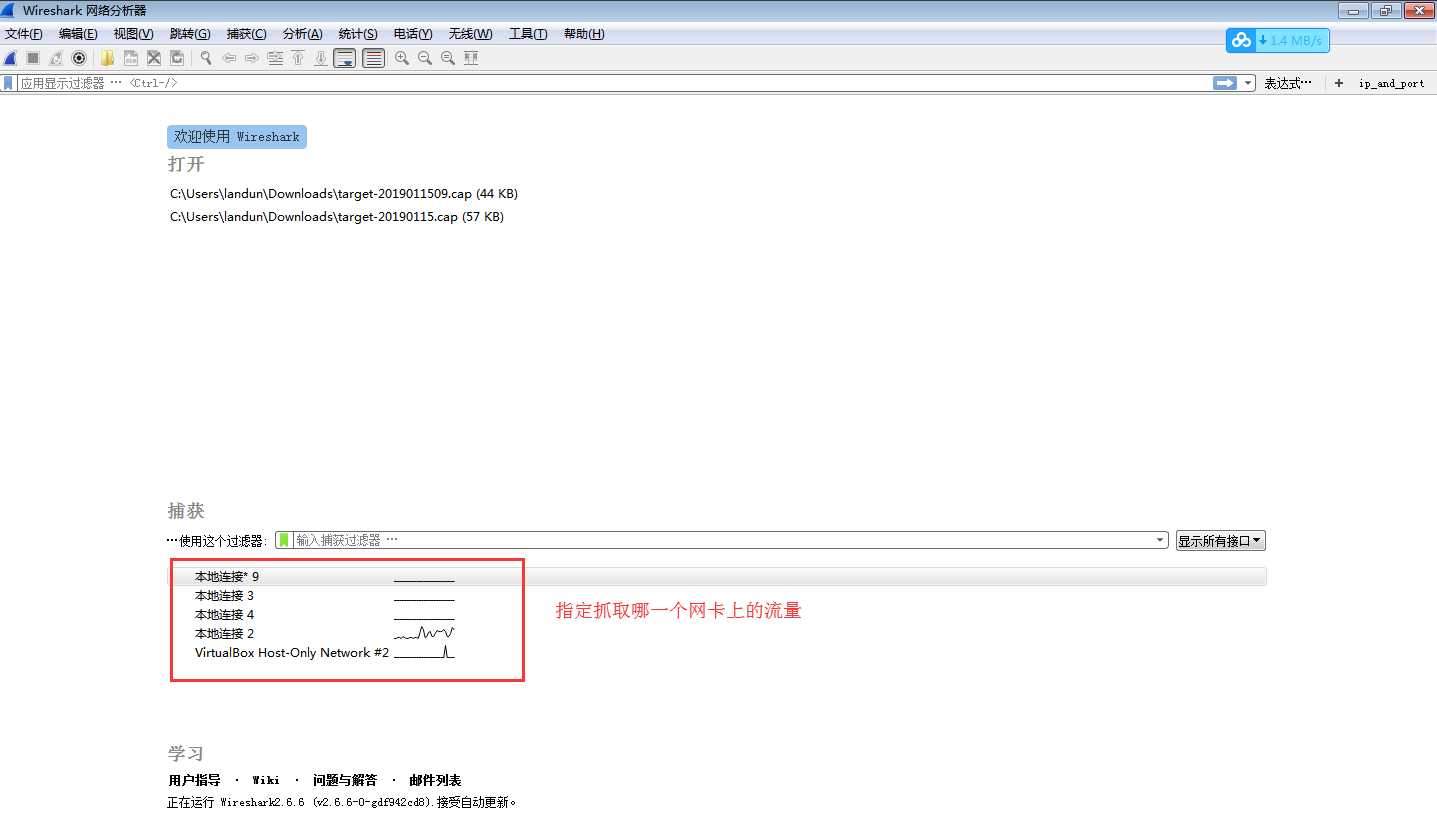 Wireshark 网络分析器
文件(F) 编辑(E) 视图(V) 跳转(G) 捕获(C) 分析(A) 统计(S) 电话(Y) 无线(W) 工具(T) 帮助(H)
1.4 MB/s
应用显示过滤器 … <Ctrl-/>
表达式…
+
ip_and_port
欢迎使用 Wireshark
打开
C:\Users\landun\Downloads\target-2019011509.cap (44 KB)
C:\Users\landun\Downloads\target-20190115.cap (57 KB)
捕获
…使用这个过滤器:
输入捕获过滤器 …
显示所有接口
本地连接* 9
本地连接 3
本地连接 4
本地连接 2
VirtualBox Host-Only Network #2
指定抓取哪一个网卡上的流量
学习
用户指导 · Wiki · 问题与解答 · 邮件列表
正在运行 Wireshark2.6.6 (v2.6.6-0-gdf942cd8).接受自动更新。